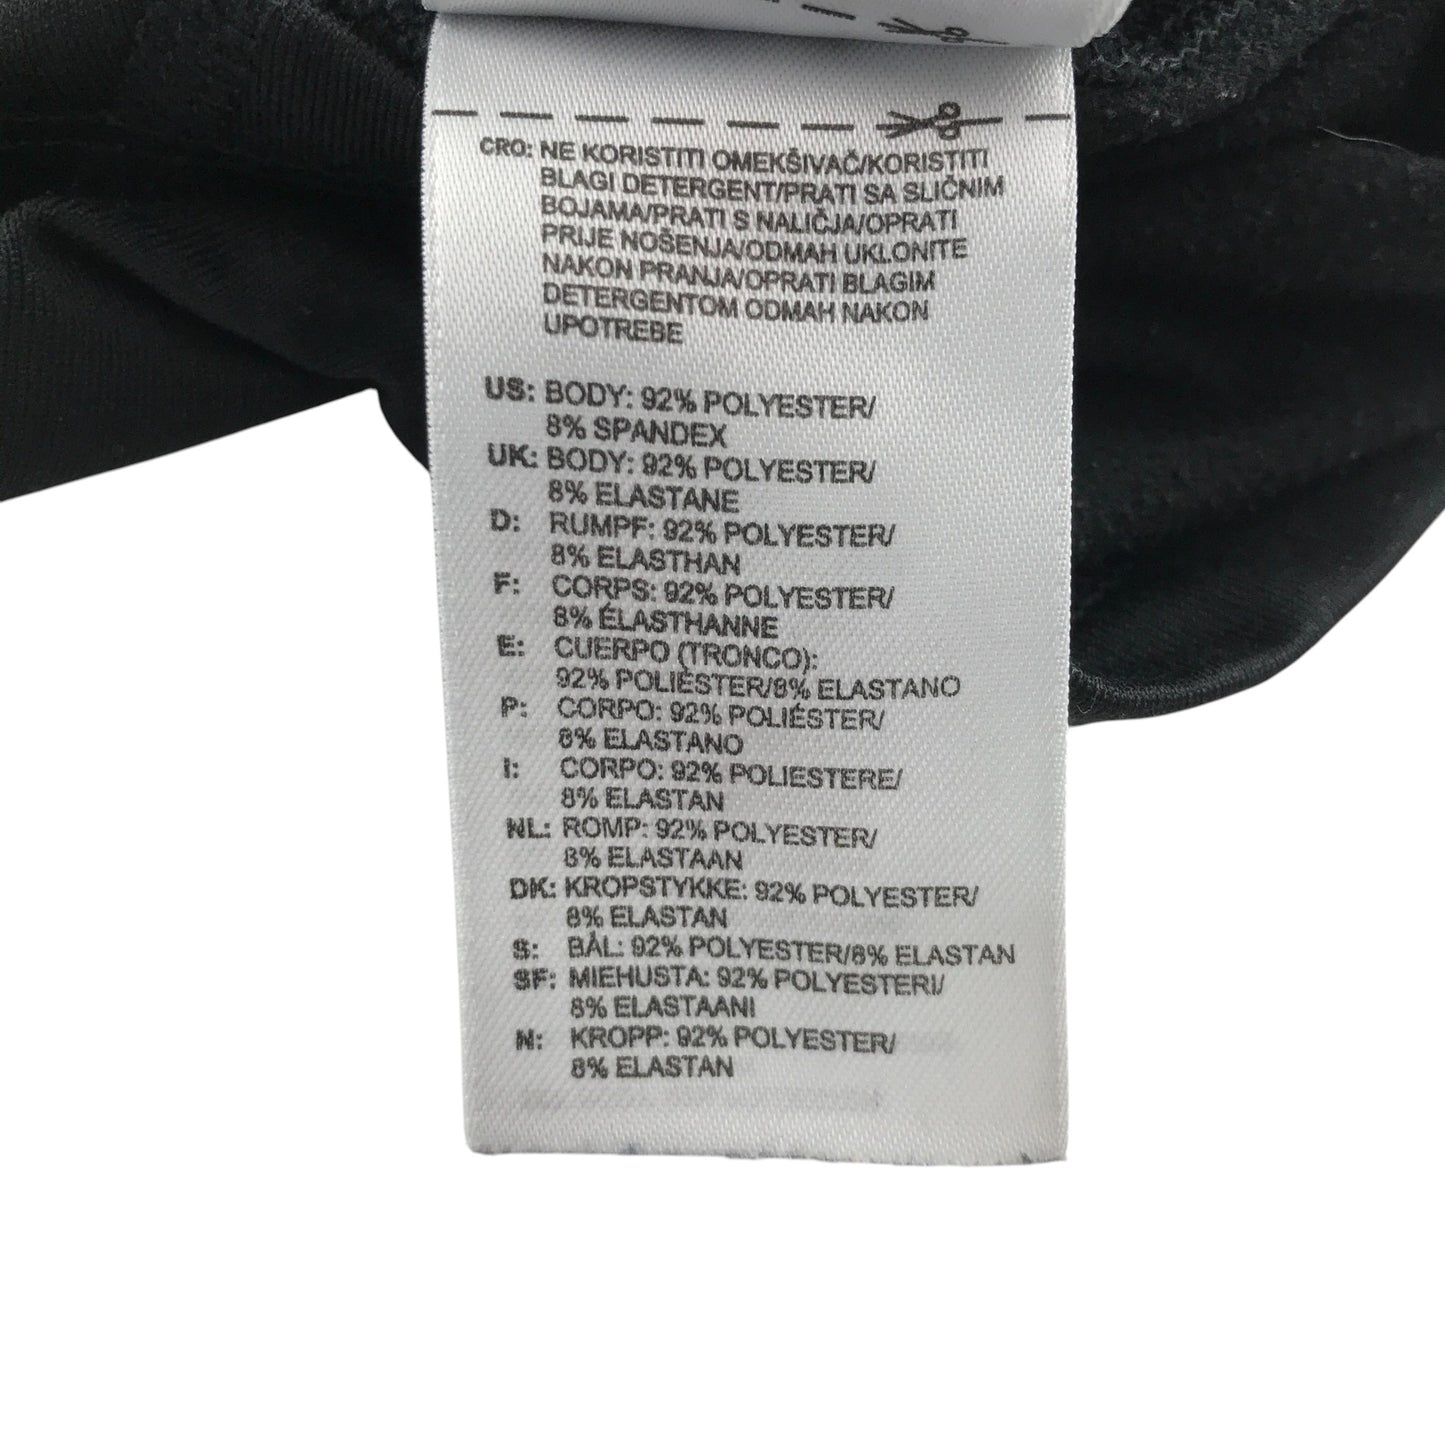 CRO: NE KORISTITI OMEKŠIVAČ/KORISTITI
BLAGI DETERGENT/PRATI SA SLIČNIM
BOJAMA/PRATI S NALIČJA/OPRATI
PRIJE NOŠENJA/ODMAH UKLONITE
NAKON PRANJA/OPRATI BLAGIM
DETERGENTOM ODMAH NAKON
UPOTREBE
US: BODY: 92% POLYESTER/
8% SPANDEX
UK: BODY: 92% POLYESTER/
8% ELASTANE
D: RUMPF: 92% POLYESTER/
8% ELASTHAN
F: CORPS: 92% POLYESTER/
8% ÉLASTHANNE
E: CUERPO (TRONCO):
92% POLIÉSTER/8% ELASTANO
P: CORPO: 92% POLIÉSTER/
8% ELASTANO
I: CORPO: 92% POLIESTERE/
8% ELASTAN
NL: ROMP: 92% POLYESTER/
8% ELASTAAN
DK: KROPSTYKKE: 92% POLYESTER/
8% ELASTAN
S: BÅL: 92% POLYESTER/8% ELASTAN
SF: MIEHUSTA: 92% POLYESTERI/
8% ELASTAANI
N: KROPP: 92% POLYESTER/
8% ELASTAN